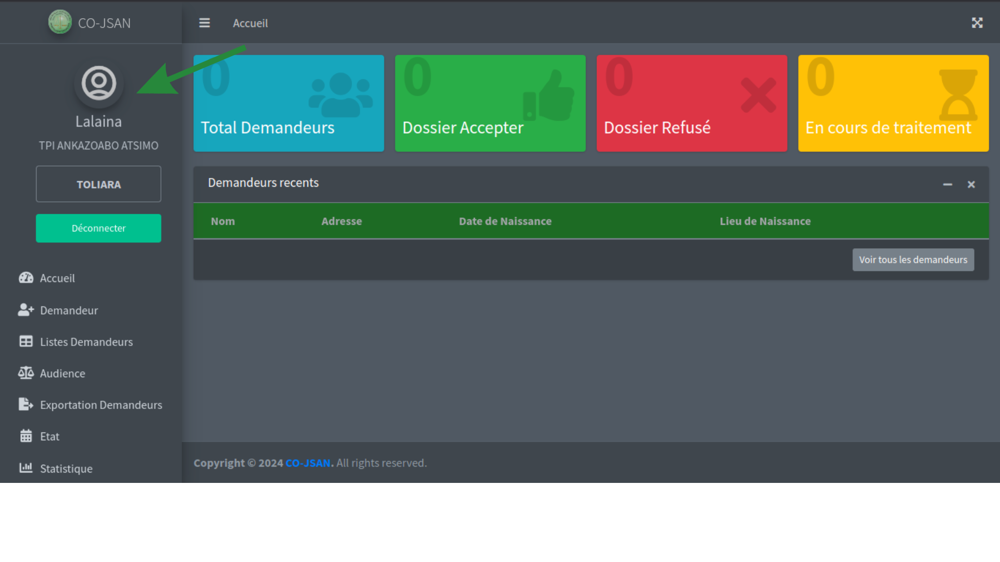 CO-JSAN
Accueil
Lalaina
TPI ANKAZOABO ATSIMO
TOLIARA
Déconnecter
Accueil
Demandeur
Listes Demandeurs
Audience
Exportation Demandeurs
Etat
Statistique
0
Total Demandeurs
0
Dossier Accepter
0
Dossier Refusé
0
En cours de traitement
Demandeurs recents
Nom Adresse Date de Naissance Lieu de Naissance
Voir tous les demandeurs
Copyright © 2024 CO-JSAN. All rights reserved.